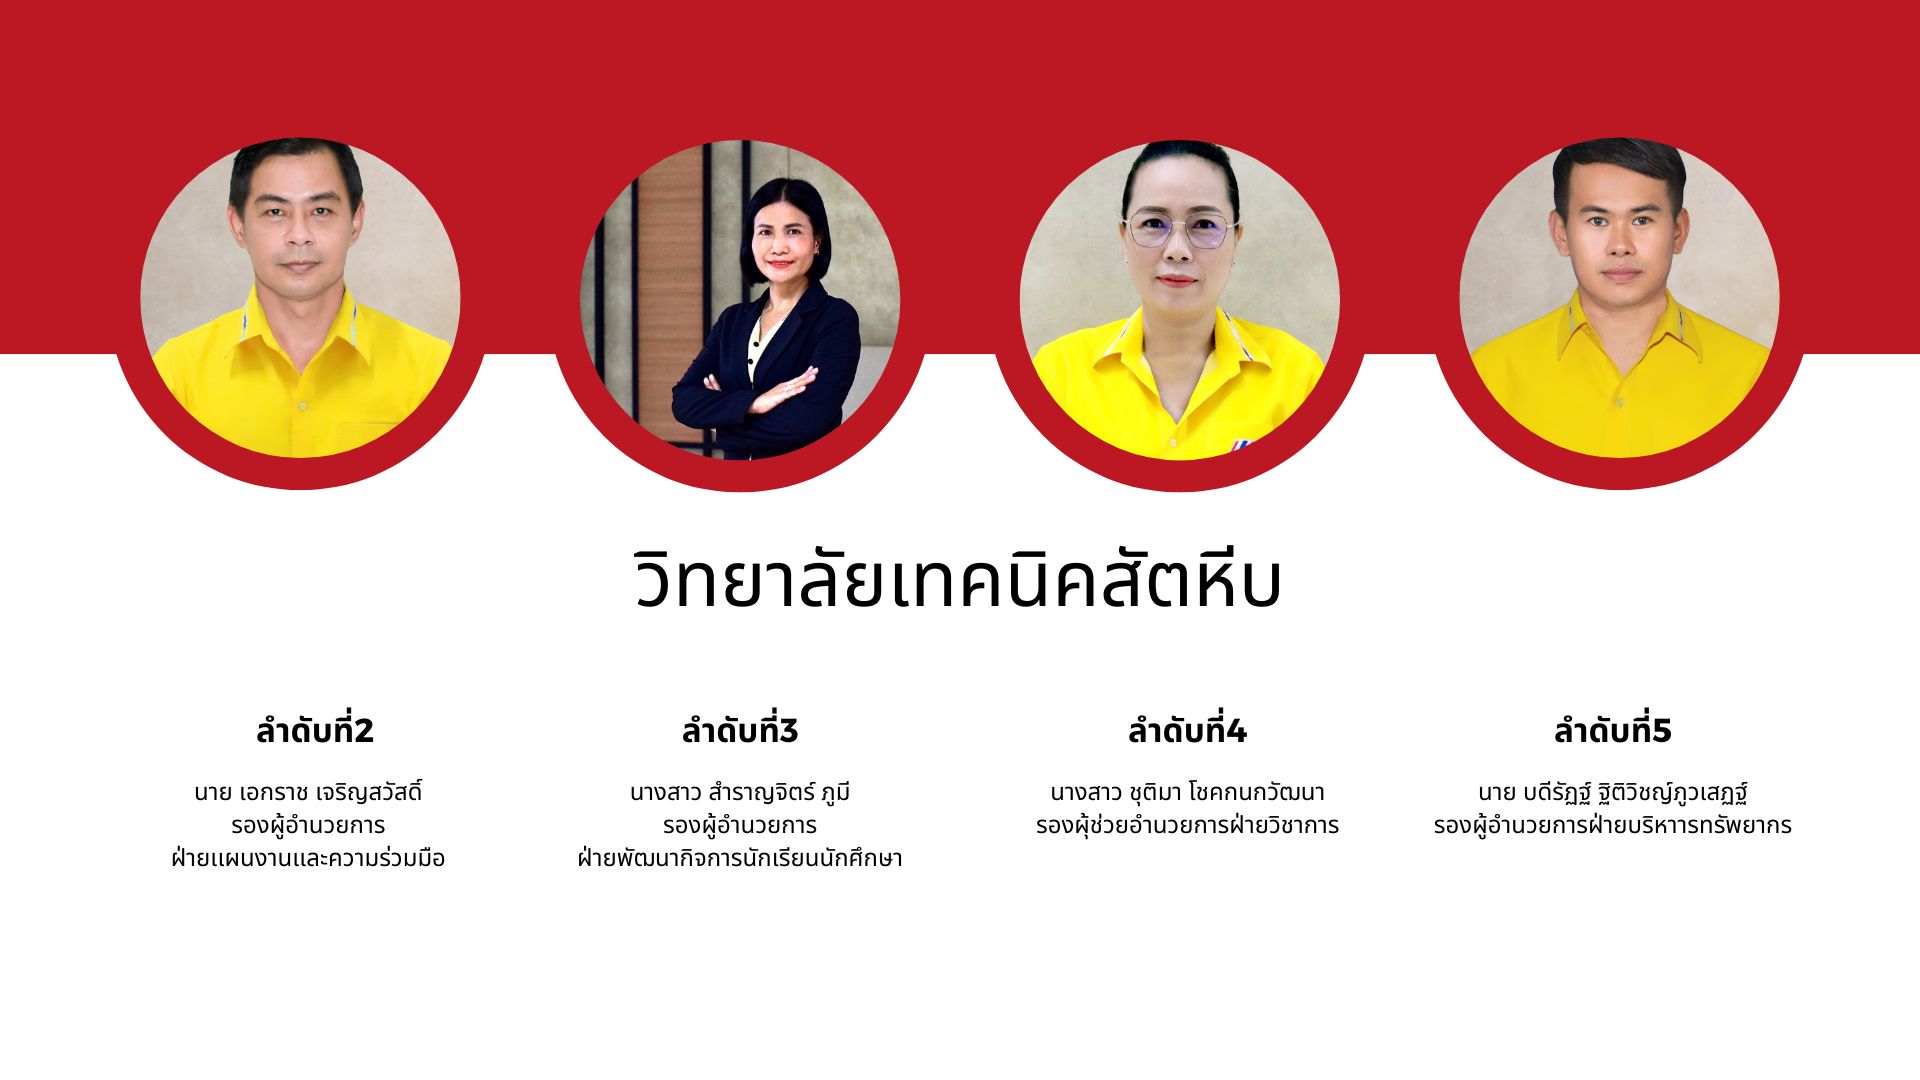 วิทยาลัยเทคนิคสัตหีบ
ลำดับที่2
นาย เอกราช เจริญสวัสดิ์
รองผู้อำนวยการ
ฝ่ายแผนงานและความร่วมมือ
ลำดับที่3
นางสาว สำราญจิตร์ ภูมี
รองผู้อำนวยการ
ฝ่ายพัฒนากิจการนักเรียนนักศึกษา
ลำดับที่4
นางสาว ชุติมา โชคกนกวัฒนา
รองผุ้ช่วยอำนวยการฝ่ายวิชาการ
ลำดับที่5
นาย บดีรัฏฐ์ ฐิติวิชญ์ภูวเสฏฐ์
รองผู้อำนวยการฝ่ายบริหาารทรัพยากร